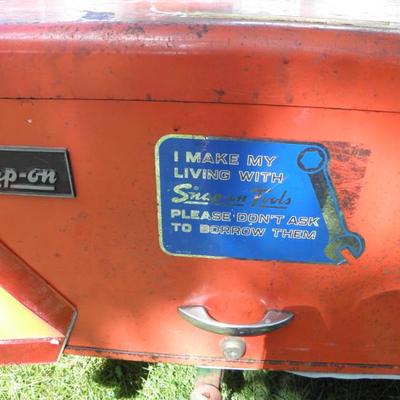 ap-on
I MAKE MY
LIVING WITH
Snap-on Tools
PLEASE DON'T ASK
TO BORROW THEM